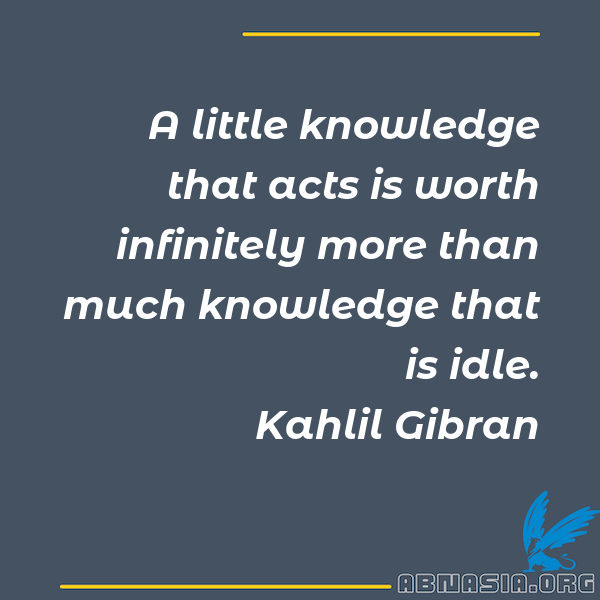 A little knowledge
that acts is worth
infinitely more than
much knowledge that
is idle.
Kahlil Gibran
ABNASIA.ORG